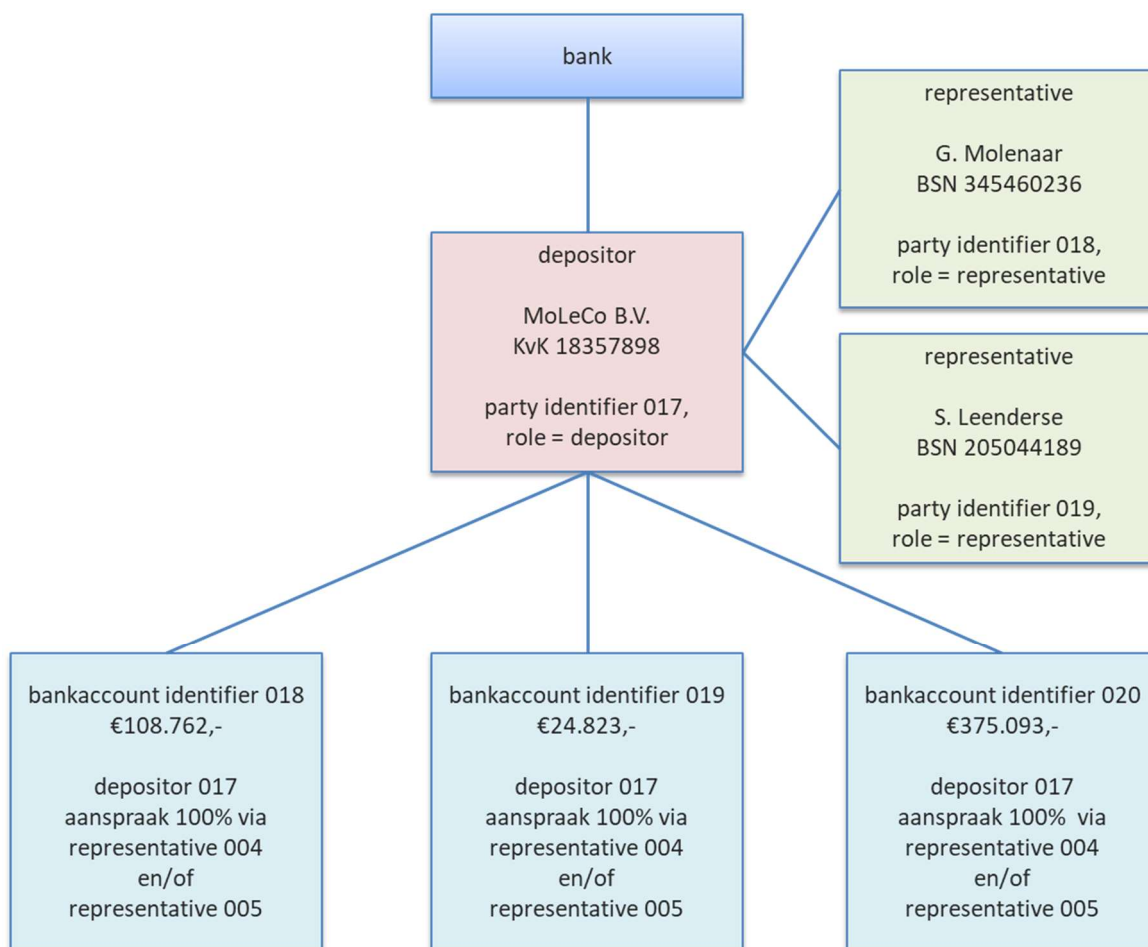 bank
representative
G. Molenaar
BSN 345460236
party identifier 018,
role = representative
depositor
MoLeCo B.V.
KvK 18357898
party identifier 017,
role = depositor
representative
S. Leenderse
BSN 205044189
party identifier 019,
role = representative
bankaccount identifier 018
€108.762,-
depositor 017
aanspraak 100% via
representative 004
en/of
representative 005
bankaccount identifier 019
€24.823,-
depositor 017
aanspraak 100% via
representative 004
en/of
representative 005
bankaccount identifier 020
€375.093,-
depositor 017
aanspraak 100% via
representative 004
en/of
representative 005